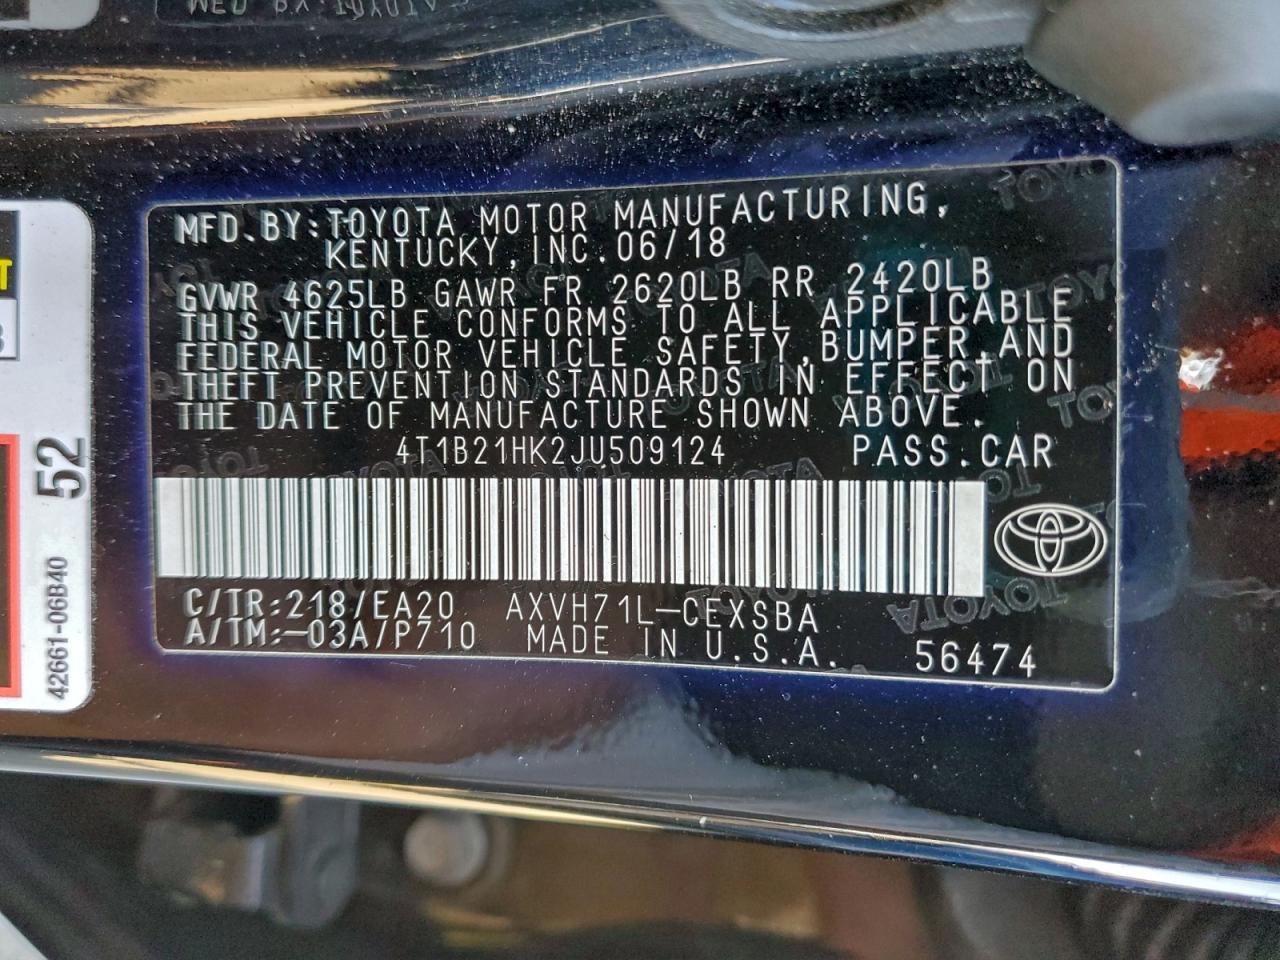 MFD.BY:TOYOTA MOTOR MANUFACTURING,
KENTUCKY, INC. 06/18
GVWR 4625LB GAWR FR 2620LB RR 2420LB
THIS VEHICLE CONFORMS TO ALL APPLICABLE
FEDERAL MOTOR VEHICLE SAFETY, BUMPER, AND
THEFT PREVENTION STANDARDS IN EFFECT ON
THE DATE OF MANUFACTURE SHOWN ABOVE.
4T1B21HK2JU509124 PASS.CAR
C/TR:218/EA20 AXVH71L-CEXSBA
A/TM:-03A/P710 MADE IN U.S.A. 56474
52
42661-06B40